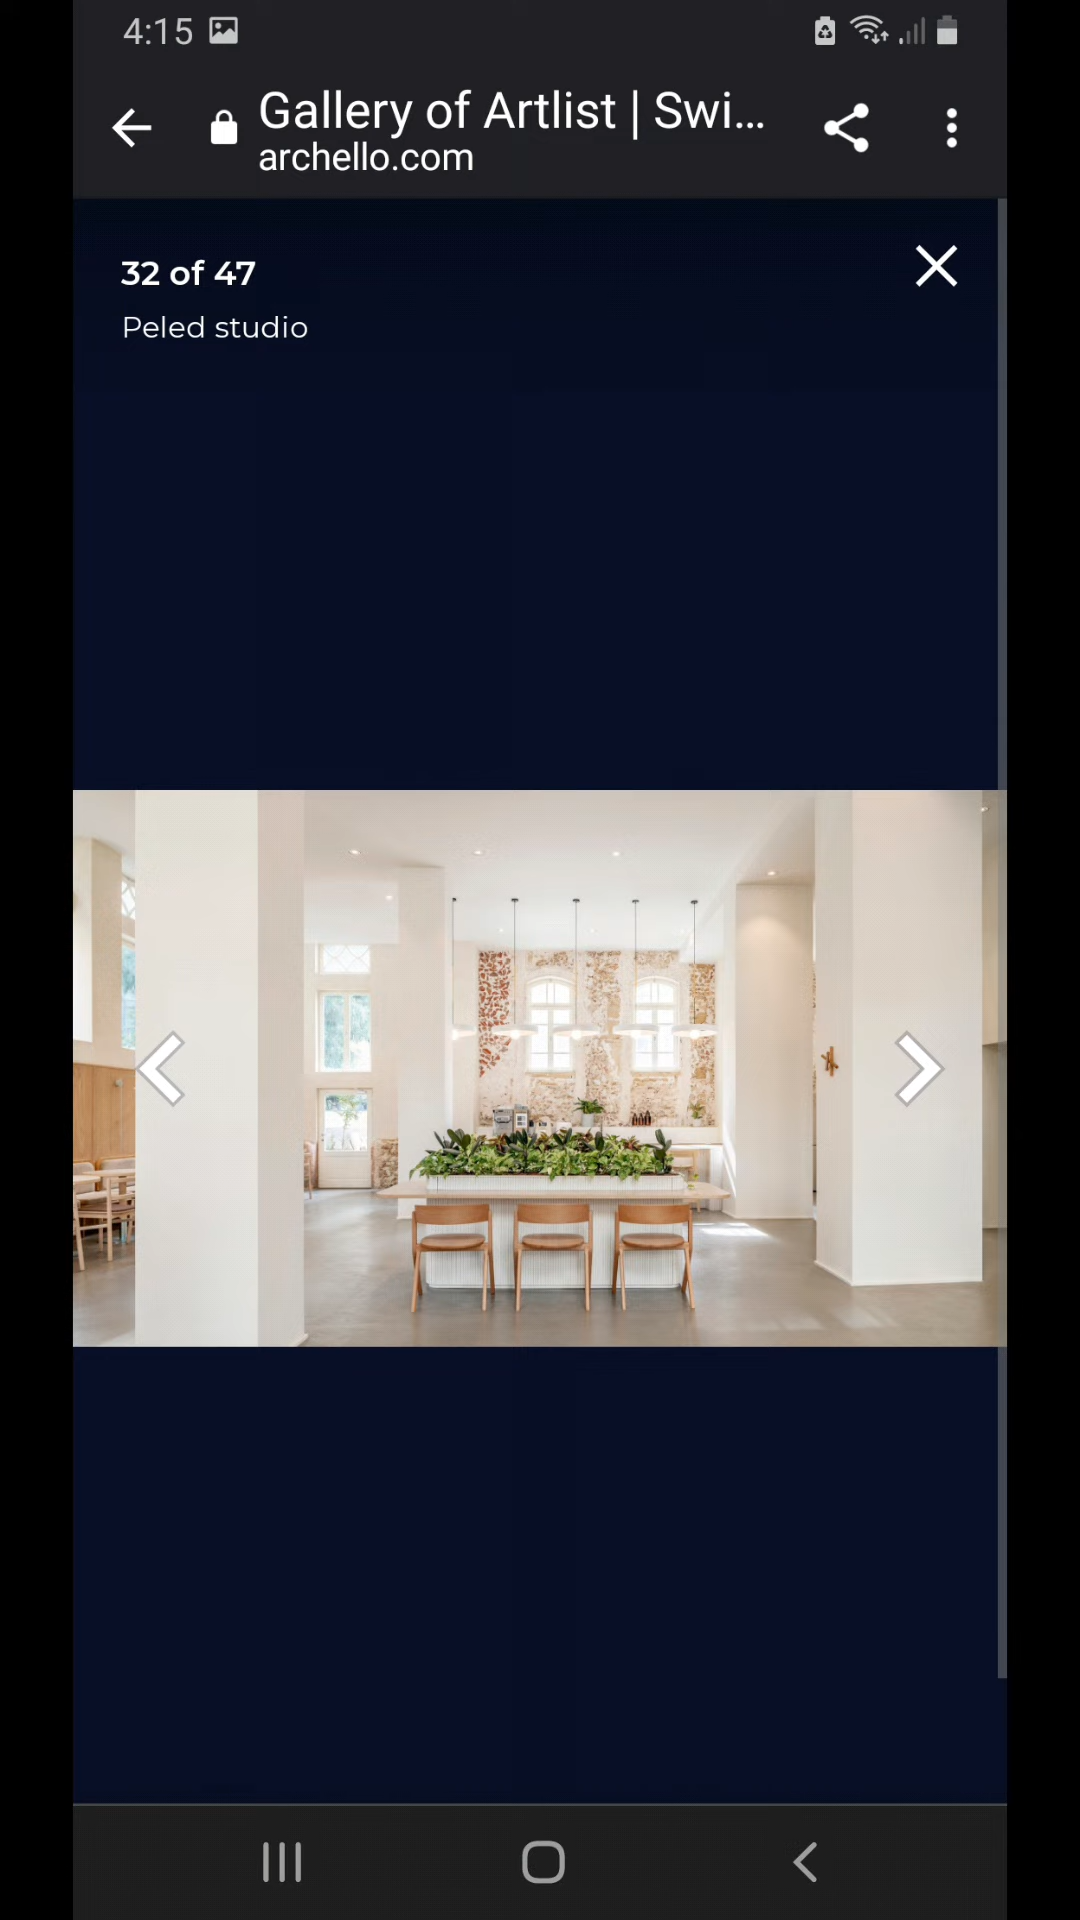 4:15
Gallery of Artlist | Swi...
archello.com
32 of 47
Peled studio